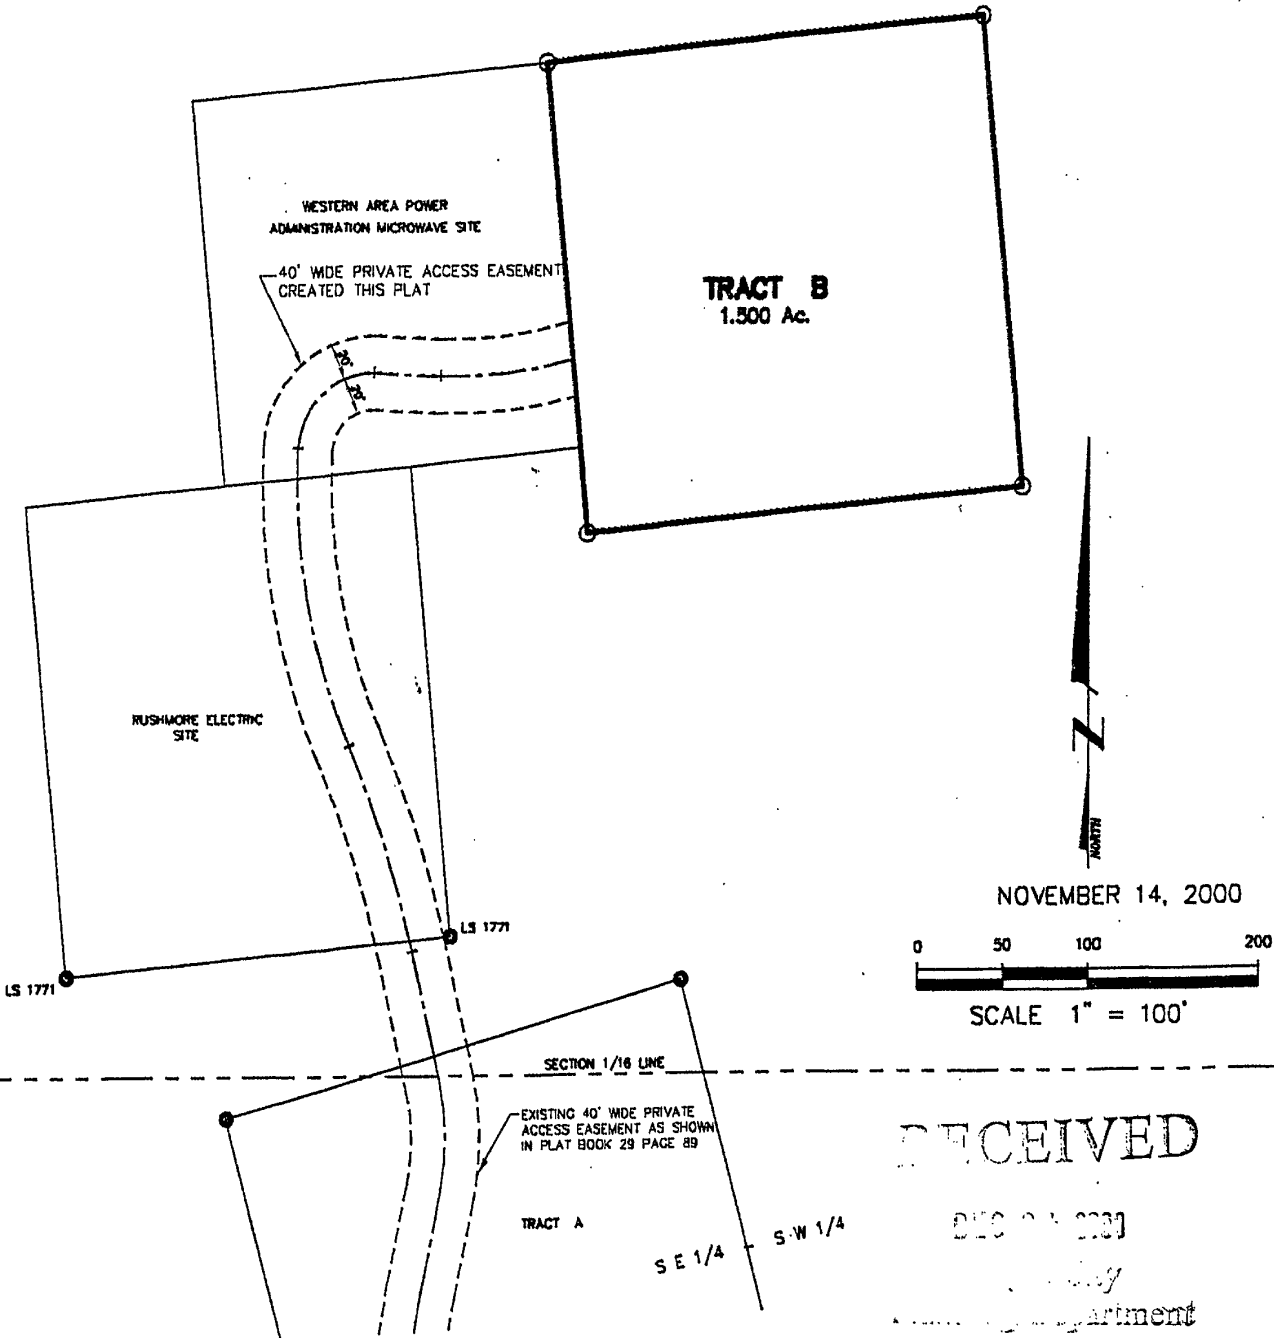 WESTERN AREA POWER
ADMINISTRATION MICROWAVE SITE
40' WIDE PRIVATE ACCESS EASEMENT
CREATED THIS PLAT
TRACT B
1.500 Ac.
20'
20'
RUSHMORE ELECTRIC
SITE
N
NORTH
NOVEMBER 14, 2000
0 50 100 200
SCALE 1" = 100'
LS 1771
LS 1771
SECTION 1/16 LINE
EXISTING 40' WIDE PRIVATE
ACCESS EASEMENT AS SHOWN
IN PLAT BOOK 29 PAGE 89
TRACT A
S E 1/4 S W 1/4
RECEIVED
DEC